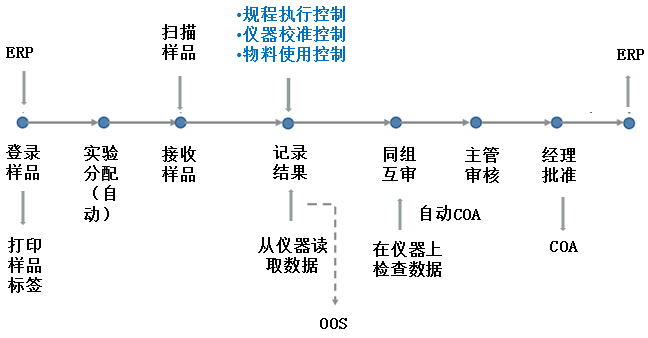 •规程执行控制
•仪器校准控制
•物料使用控制
扫描
样品
ERP
ERP
登录
样品
实验
分配
（自
动）
接收
样品
记录
结果
同组
互审
主管
审核
经理
批准
自动COA
打印
样品
标签
从仪器读
取数据
在仪器上
检查数据
COA
OOS